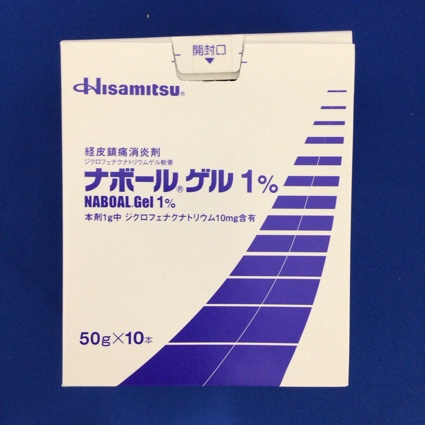 開封口
Hisamitsu®
経皮鎮痛消炎剤
ジクロフェナクナトリウムゲル軟膏
ナボール®ゲル 1%
NABOAL®Gel 1%
本剤1g中 ジクロフェナクナトリウム10mg含有
50g×10本